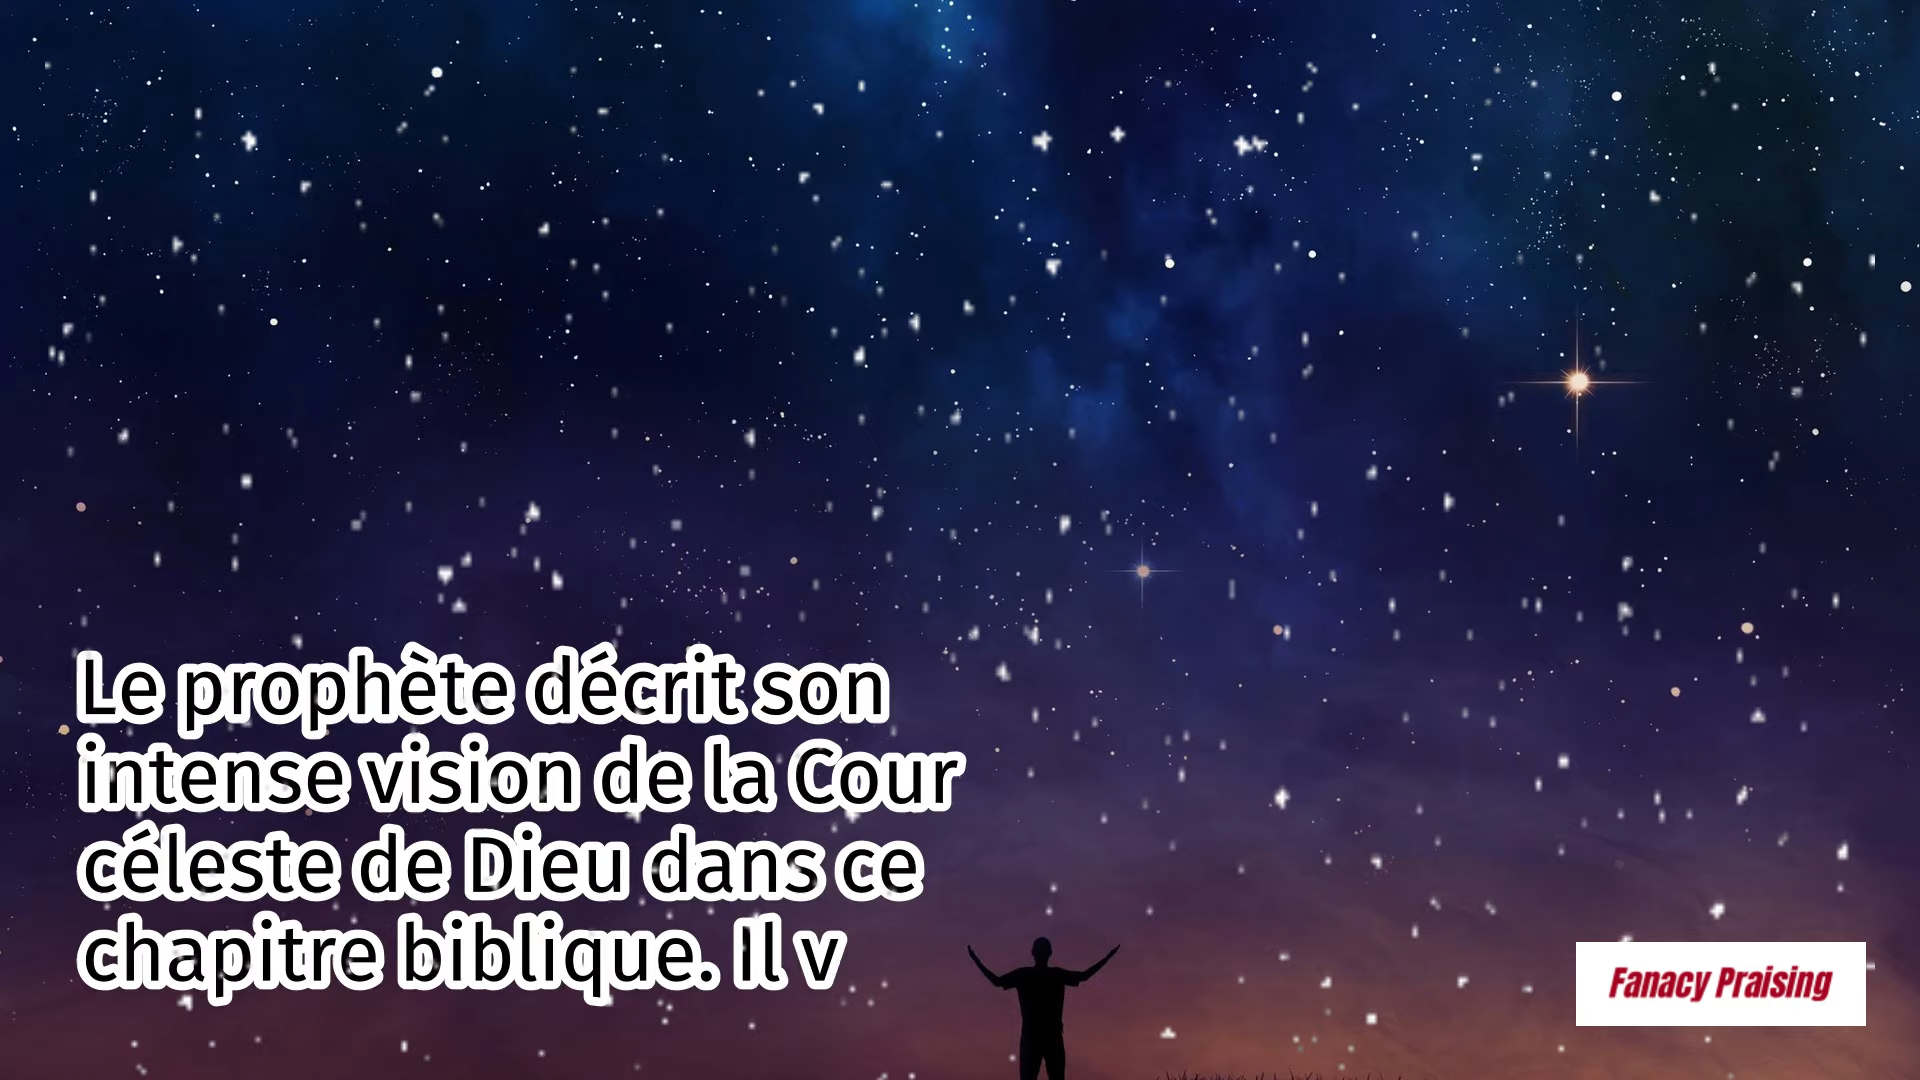 Le prophète décrit son
intense vision de la Cour
céleste de Dieu dans ce
chapitre biblique. Il v
Fanacy Praising